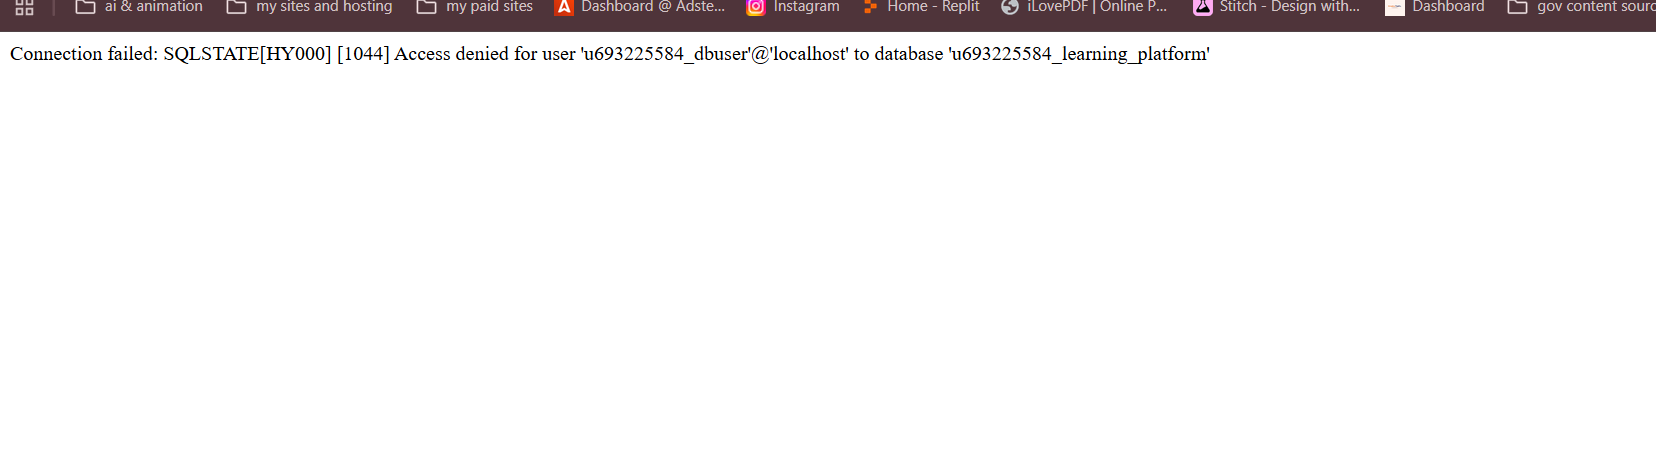 ai & animation my sites and hosting my paid sites Dashboard @ Adste... Instagram Home - Replit iLovePDF | Online P... Stitch - Design with... Dashboard gov content sourc
Connection failed: SQLSTATE[HY000] [1044] Access denied for user 'u693225584_dbuser'@'localhost' to database 'u693225584_learning_platform'